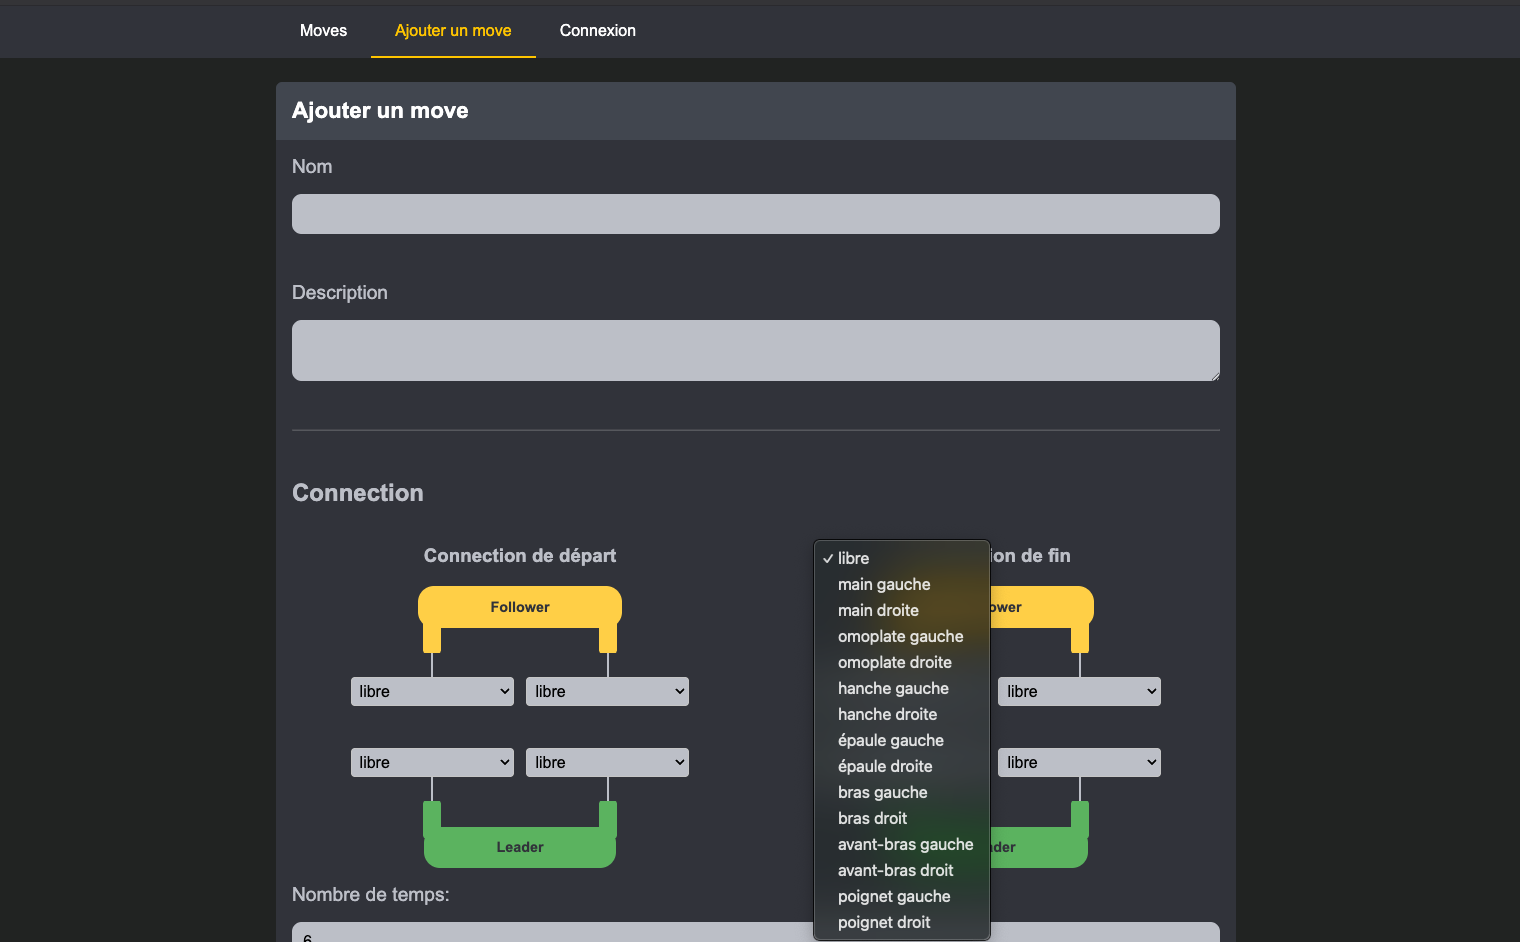 Moves Ajouter un move Connexion
Ajouter un move
Nom
Description
Connection
Connection de départ
Follower
libre libre
libre libre
Leader
ion de fin
ower
libre
libre
der
libre
main gauche
main droite
omoplate gauche
omoplate droite
hanche gauche
hanche droite
épaule gauche
épaule droite
bras gauche
bras droit
avant-bras gauche
avant-bras droit
poignet gauche
poignet droit
Nombre de temps:
6